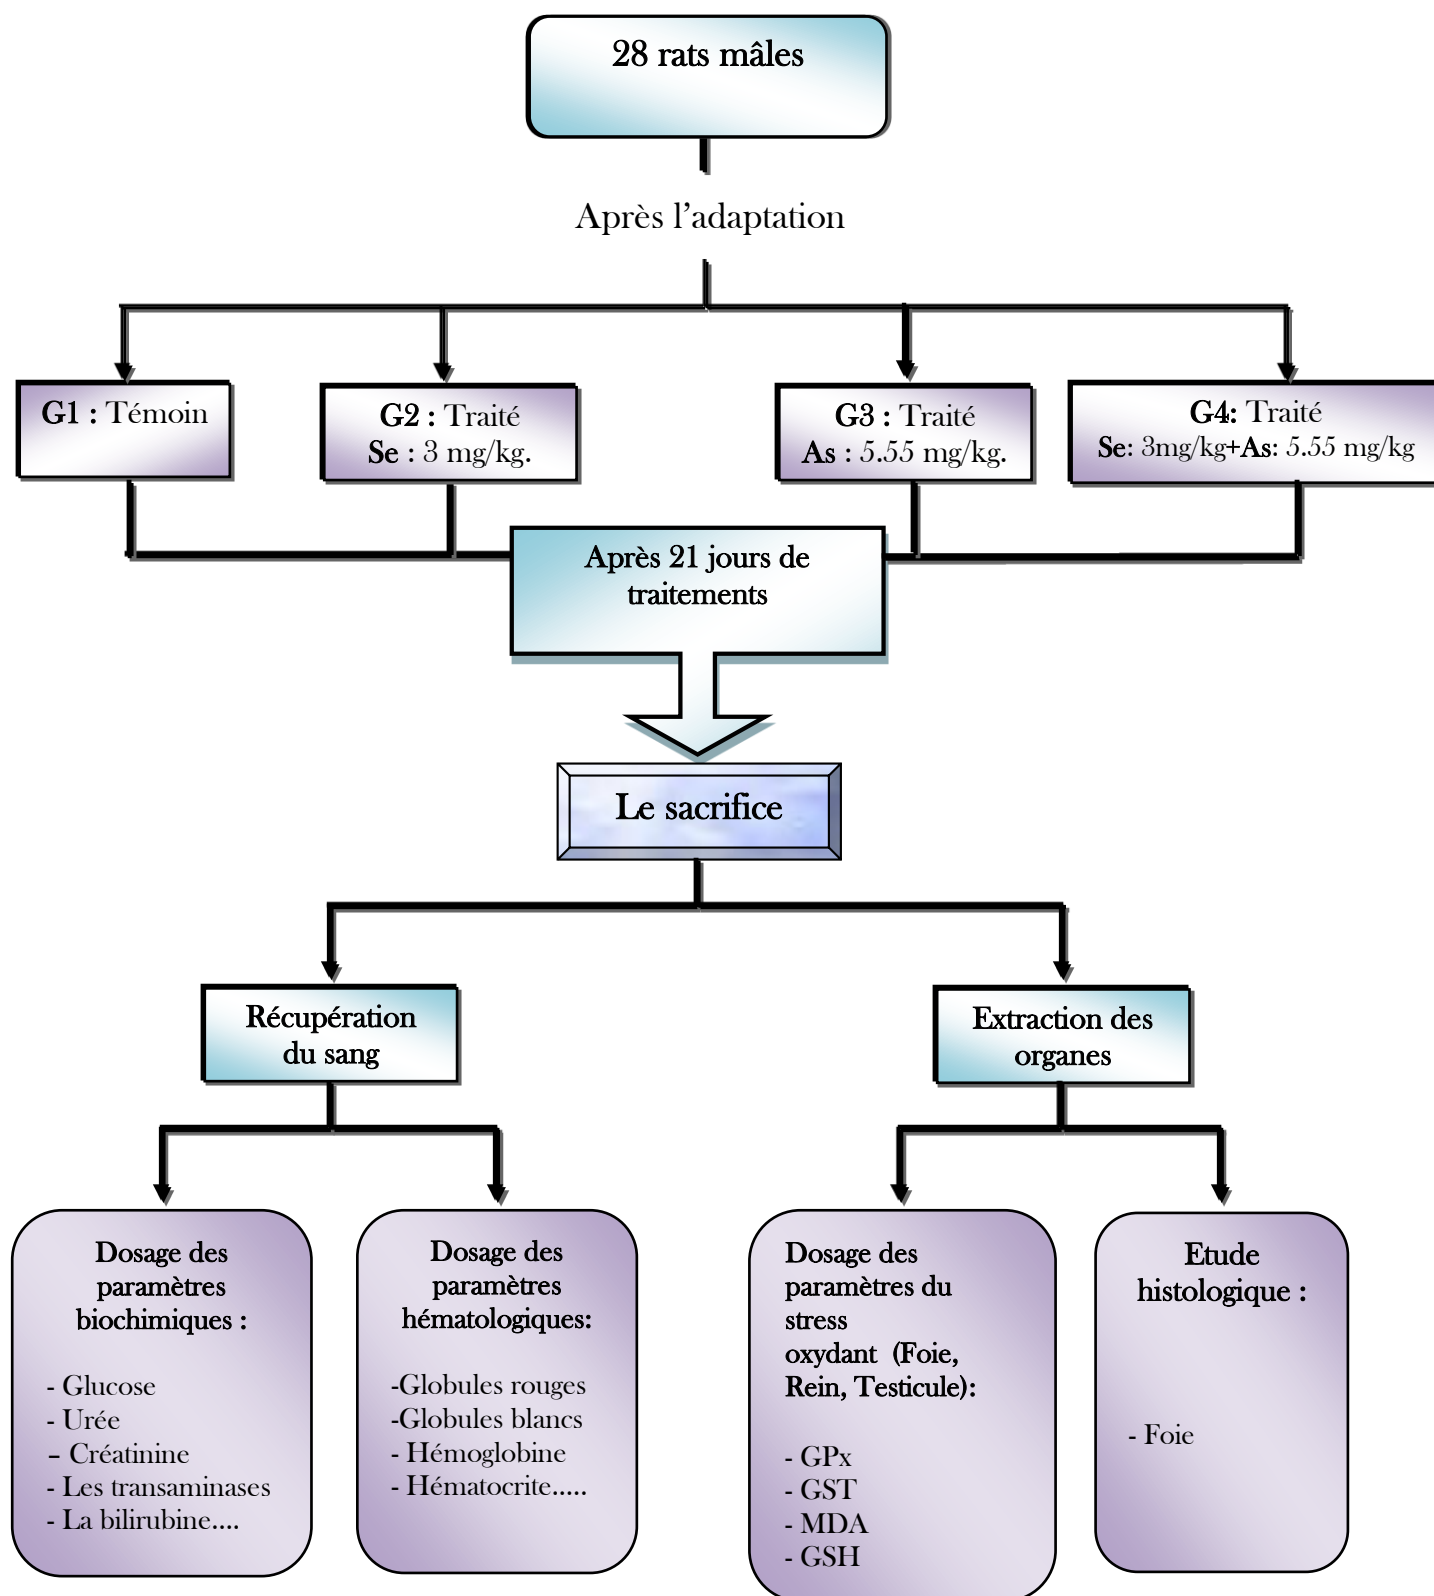 28 rats mâles
Après l’adaptation
G1 : Témoin
G2 : Traité
Se : 3 mg/kg.
G3 : Traité
As : 5.55 mg/kg.
G4: Traité
Se: 3mg/kg+As: 5.55 mg/kg
Après 21 jours de
traitements
Le sacrifice
Récupération
du sang
Extraction des
organes
Dosage des
paramètres
biochimiques :
- Glucose
- Urée
– Créatinine
- Les transaminases
- La bilirubine....
Dosage des
paramètres
hématologiques:
-Globules rouges
-Globules blancs
- Hémoglobine
- Hématocrite.....
Dosage des
paramètres du
stress
oxydant (Foie,
Rein, Testicule):
- GPx
- GST
- MDA
- GSH
Etude
histologique :
- Foie